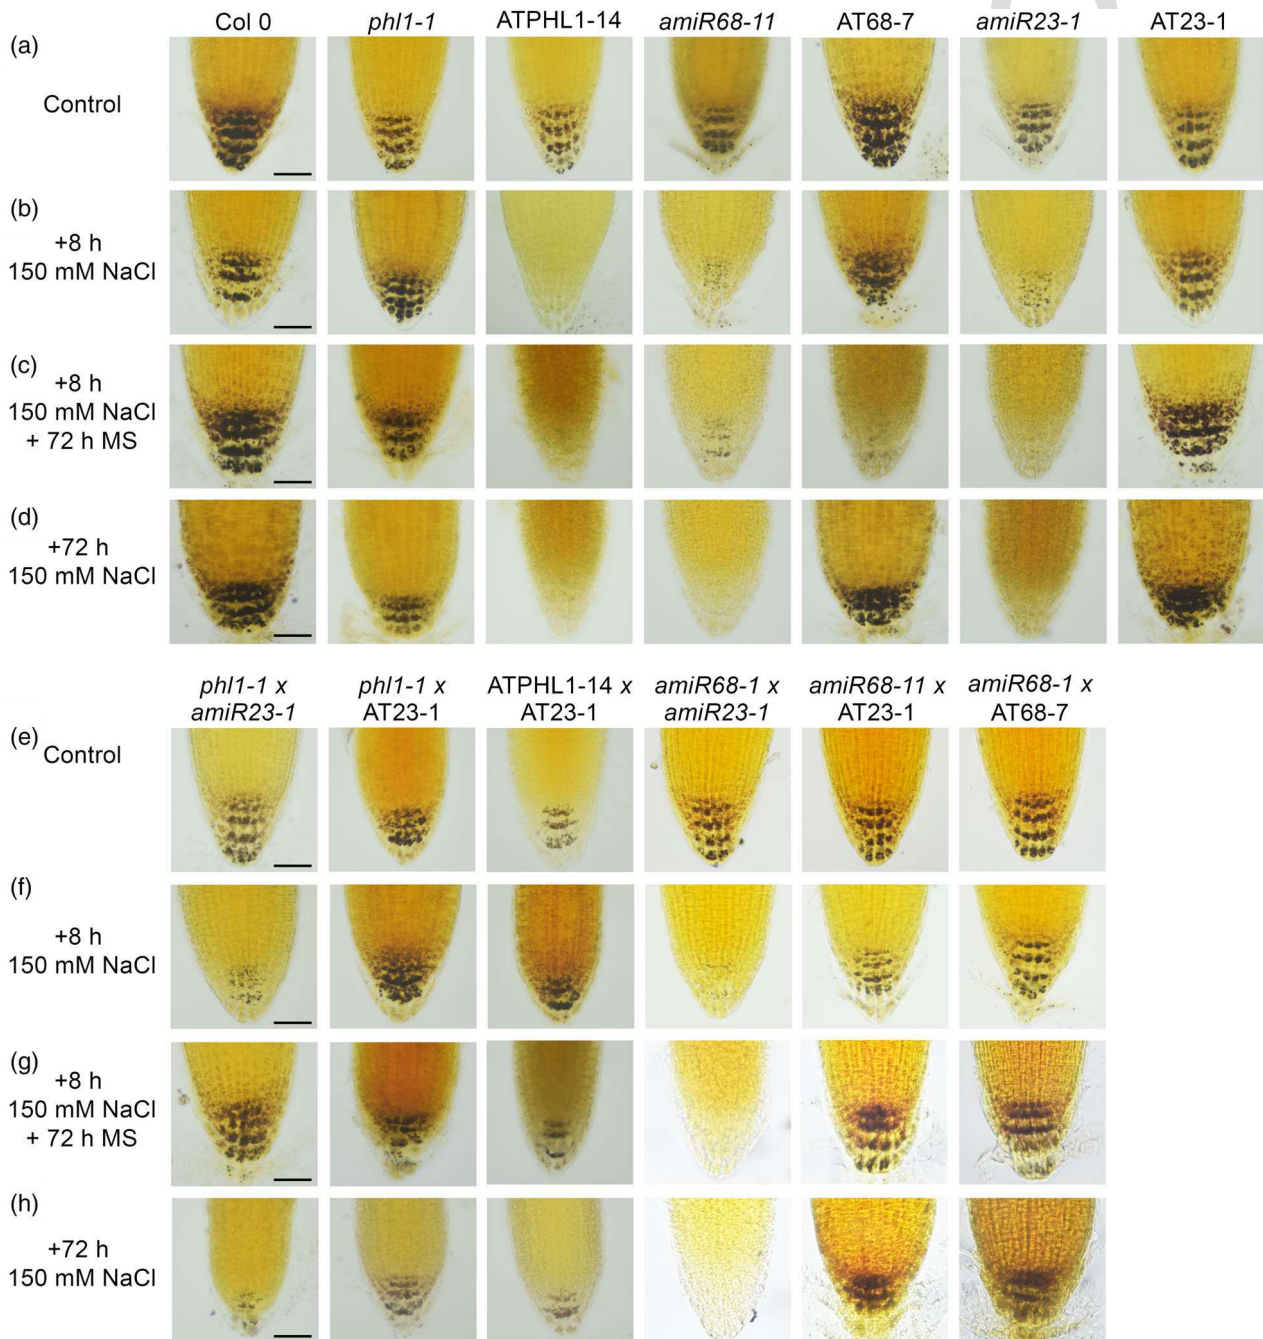 Col 0 phl1-1 ATPHL1-14 amiR68-11 AT68-7 amiR23-1 AT23-1
(a)
Control
(b)
+8 h
150 mM NaCl
(c)
+8 h
150 mM NaCl
+ 72 h MS
(d)
+72 h
150 mM NaCl
phl1-1 x phl1-1 x ATPHL1-14 x amiR68-1 x amiR68-11 x amiR68-1 x
amiR23-1 AT23-1 AT23-1 amiR23-1 AT23-1 AT68-7
(e)
Control
(f)
+8 h
150 mM NaCl
(g)
+8 h
150 mM NaCl
+ 72 h MS
(h)
+72 h
150 mM NaCl